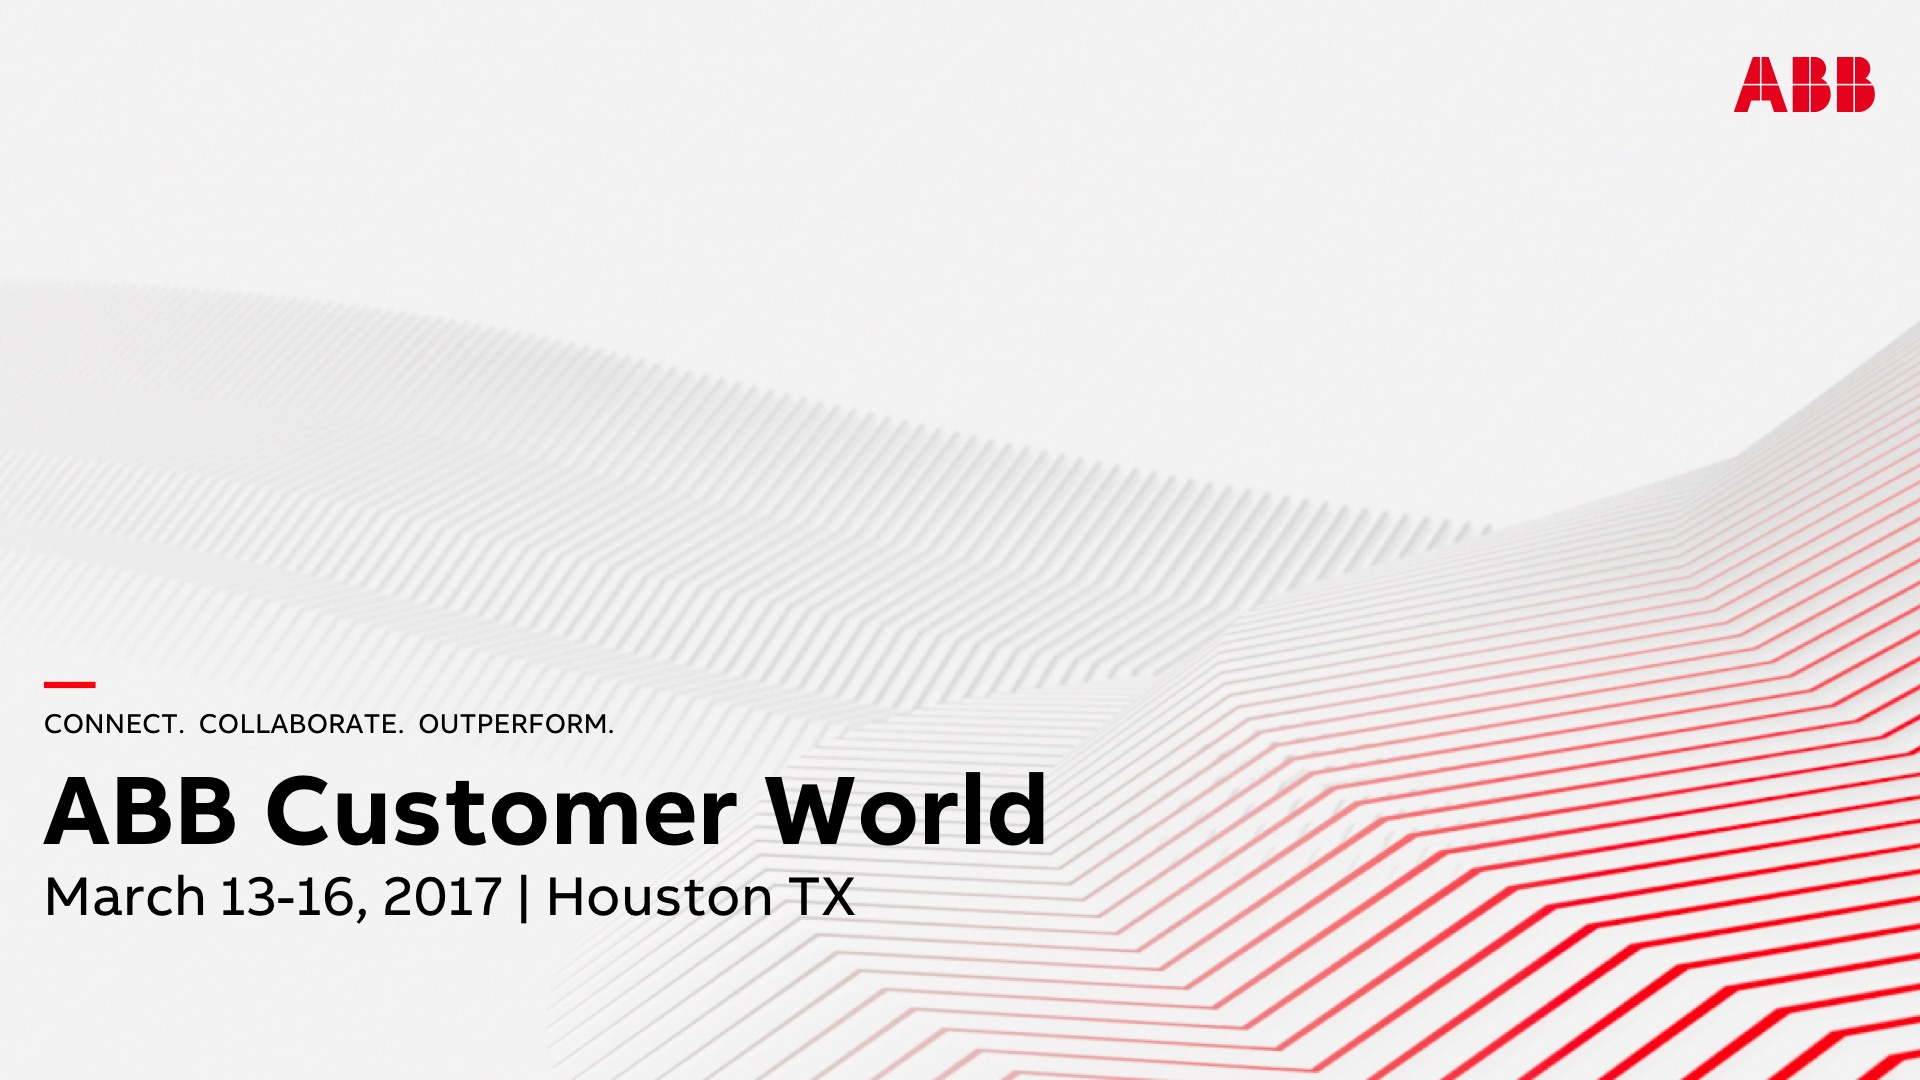 ABB
CONNECT. COLLABORATE. OUTPERFORM.
ABB Customer World
March 13-16, 2017 | Houston TX